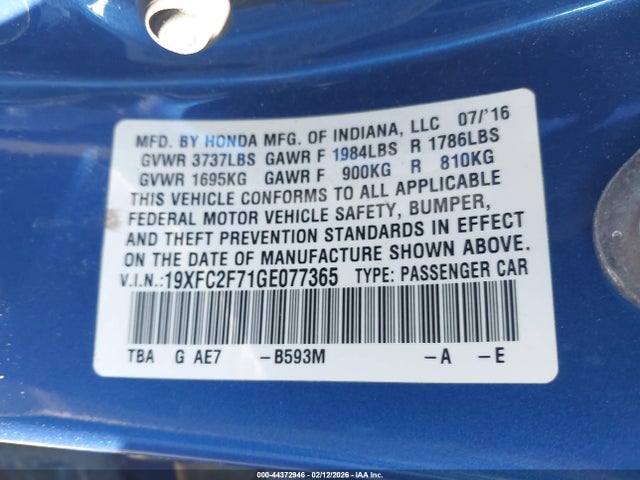 MFD. BY HONDA MFG. OF INDIANA, LLC 07/'16
GVWR 3737LBS GAWR F 1984LBS R 1786LBS
GVWR 1695KG GAWR F 900KG R 810KG
THIS VEHICLE CONFORMS TO ALL APPLICABLE
FEDERAL MOTOR VEHICLE SAFETY, BUMPER,
AND THEFT PREVENTION STANDARDS IN EFFECT
ON THE DATE OF MANUFACTURE SHOWN ABOVE.
V.I.N.:19XFC2F71GE077365 TYPE: PASSENGER CAR
TBA G AE7 -B593M -A -E
© - 44372946 - 02/12/2026 - IAA, Inc.